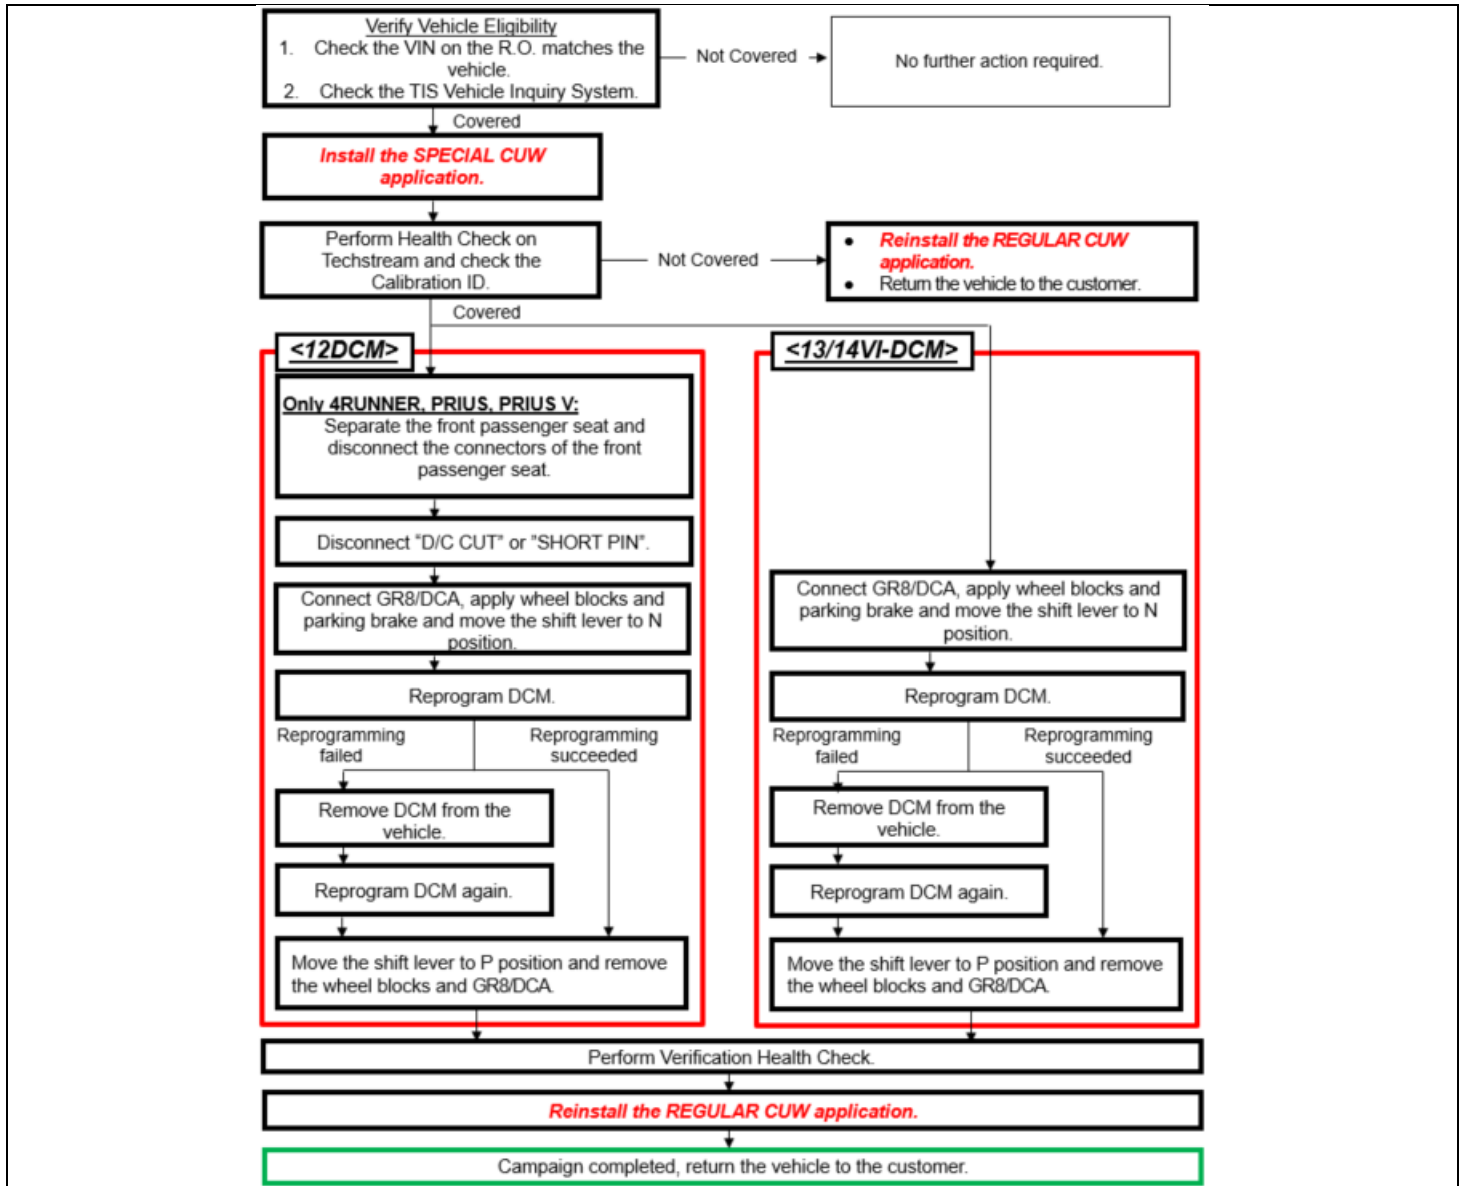 Verify Vehicle Eligibility
1. Check the VIN on the R.O. matches the
vehicle.
2. Check the TIS Vehicle Inquiry System.
Not Covered
No further action required.
Covered
Install the SPECIAL CUW
application.
Perform Health Check on
Techstream and check the
Calibration ID.
Not Covered
● Reinstall the REGULAR CUW
application.
● Return the vehicle to the customer.
Covered
<12DCM>
Only 4RUNNER, PRIUS, PRIUS V:
Separate the front passenger seat and
disconnect the connectors of the front
passenger seat.
Disconnect “D/C CUT” or ”SHORT PIN”.
Connect GR8/DCA, apply wheel blocks and
parking brake and move the shift lever to N
position.
Reprogram DCM.
Reprogramming
failed
Reprogramming
succeeded
Remove DCM from the
vehicle.
Reprogram DCM again.
Move the shift lever to P position and remove
the wheel blocks and GR8/DCA.
<13/14VI-DCM>
Connect GR8/DCA, apply wheel blocks and
parking brake and move the shift lever to N
position.
Reprogram DCM.
Reprogramming
failed
Reprogramming
succeeded
Remove DCM from the
vehicle.
Reprogram DCM again.
Move the shift lever to P position and remove
the wheel blocks and GR8/DCA.
Perform Verification Health Check.
Reinstall the REGULAR CUW application.
Campaign completed, return the vehicle to the customer.